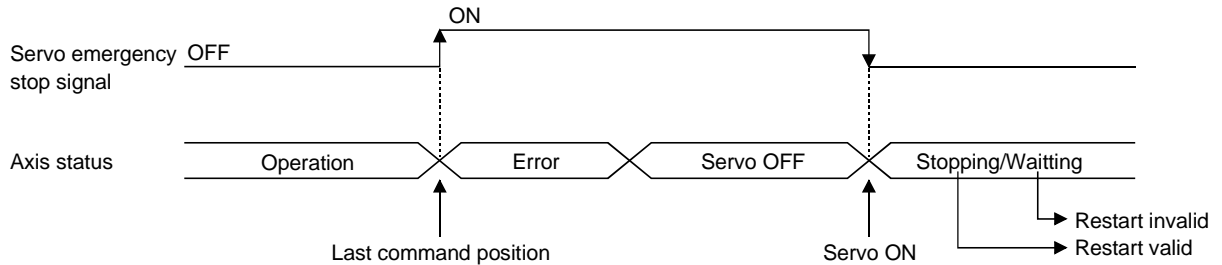 ON
Servo emergency OFF
stop signal
Axis status Operation Error Servo OFF Stopping/Waitting
Restart invalid
Last command position Servo ON Restart valid